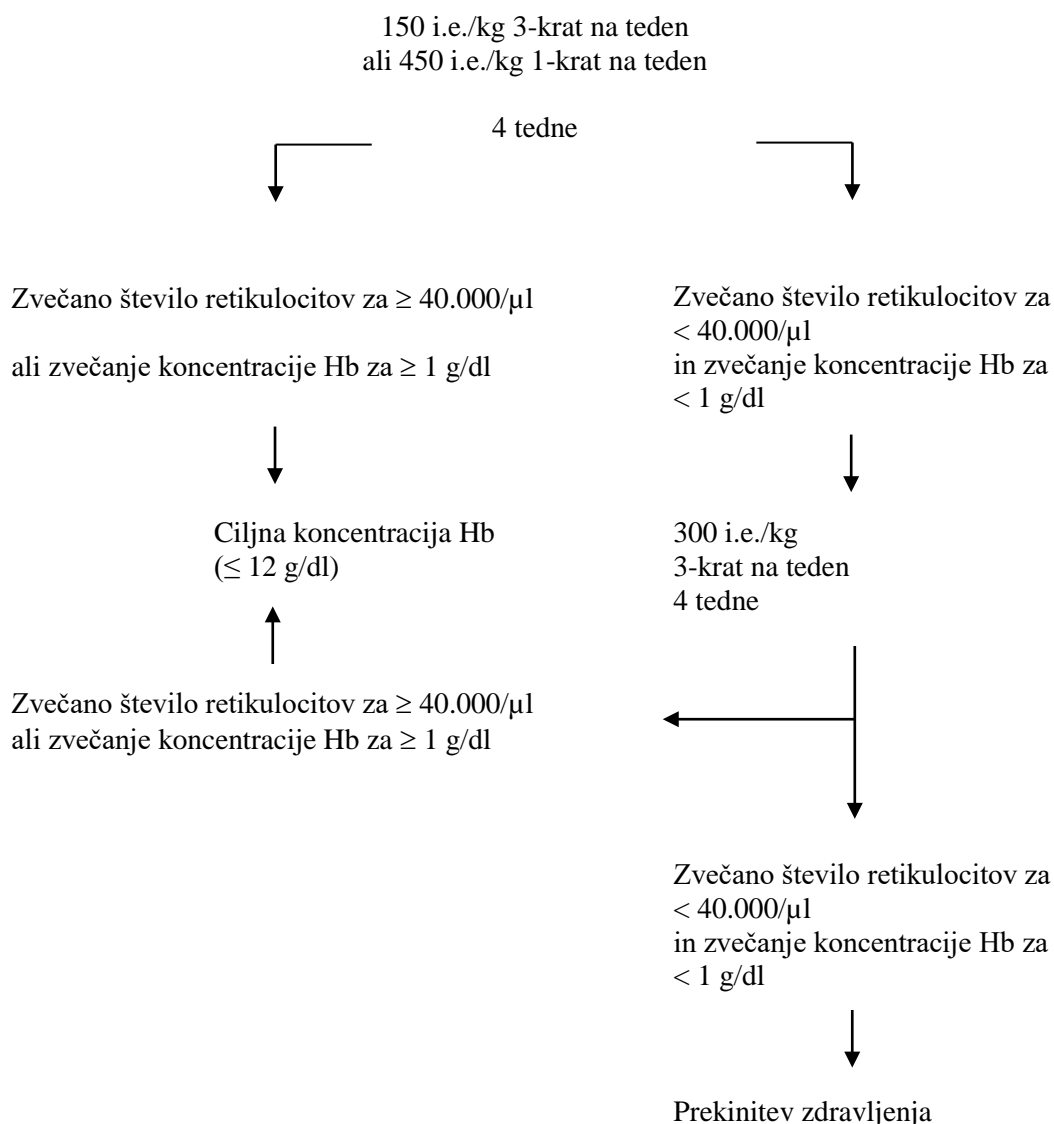 150 i.e./kg 3-krat na teden
ali 450 i.e./kg 1-krat na teden
4 tedne
Zvečano število retikulocitov za ≥ 40.000/µl
ali zvečanje koncentracije Hb za ≥ 1 g/dl
Zvečano število retikulocitov za
< 40.000/µl
in zvečanje koncentracije Hb za
< 1 g/dl
Ciljna koncentracija Hb
(≤ 12 g/dl)
300 i.e./kg
3-krat na teden
4 tedne
Zvečano število retikulocitov za ≥ 40.000/µl
ali zvečanje koncentracije Hb za ≥ 1 g/dl
Zvečano število retikulocitov za
< 40.000/µl
in zvečanje koncentracije Hb za
< 1 g/dl
Prekinitev zdravljenja